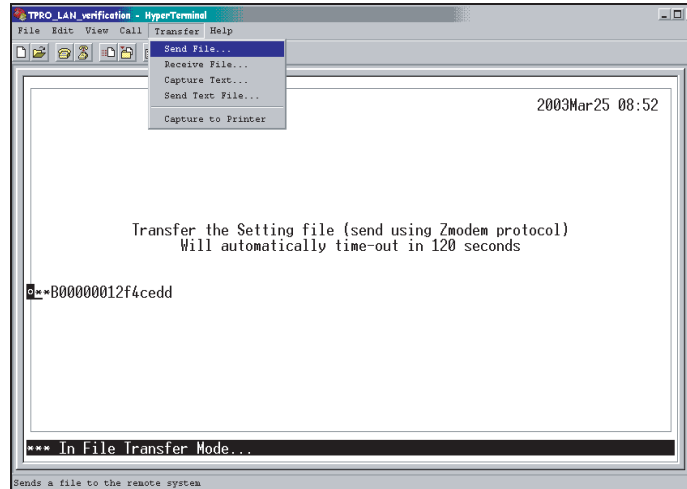 TPRO_LAN_verification - HyperTerminal
File Edit View Call Transfer Help
Send File...
Receive File...
Capture Text...
Send Text File...
Capture to Printer
2003Mar25 08:52
Transfer the Setting file (send using Zmodem protocol)
Will automatically time-out in 120 seconds
**B00000012f4cedd
*** In File Transfer Mode...
Sends a file to the remote system